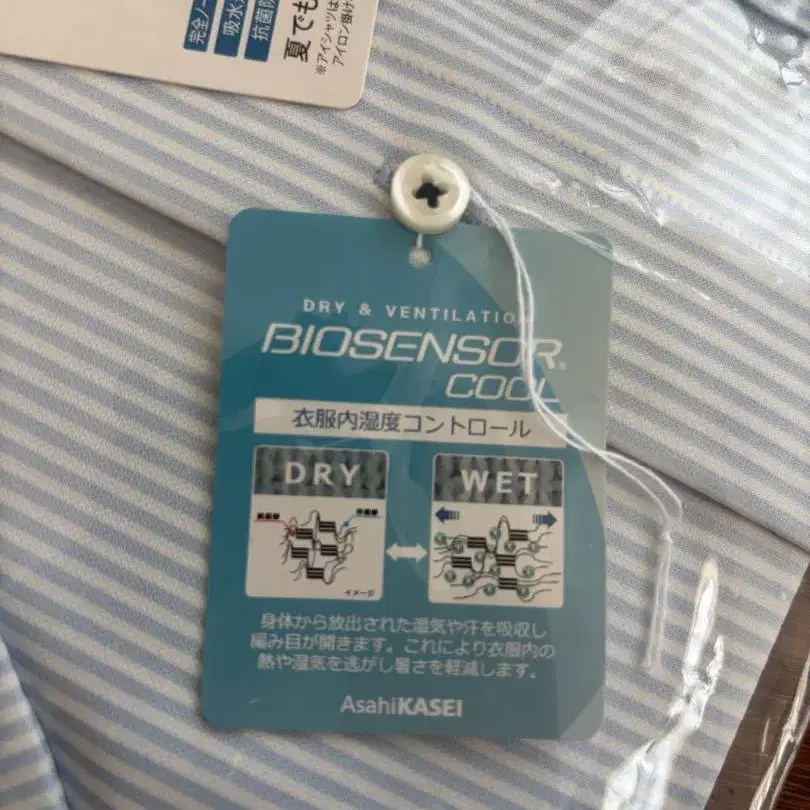 完全ノー
吸水
抗菌防
夏でも
※アイシャツは
アイロン掛け
DRY & VENTILATION
BIOSENSOR®
COOL
衣服内湿度コントロール
DRY
WET
イメージ
身体から放出された湿気や汗を吸収し
編み目が開きます。これにより衣服内の
熱や湿気を逃がし暑さを軽減します。
AsahiKASEI